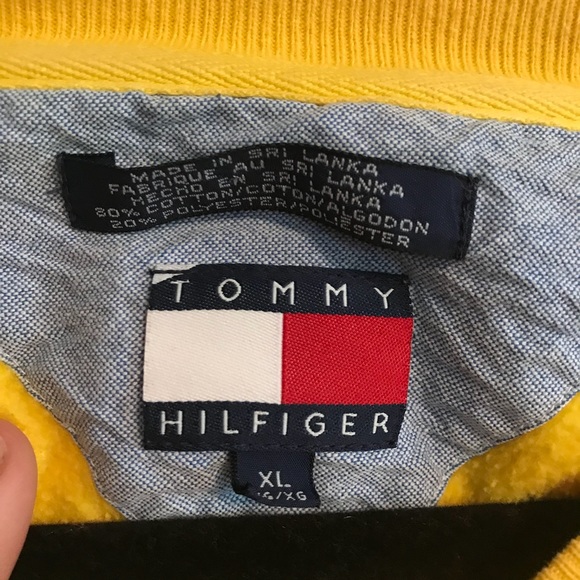 MADE IN SRI LANKA
FABRIQUE AU SRI LANKA
HECHO EN SRI LANKA
80% COTTON/COTON/ALGODON
20% POLYESTER/POLIESTER
TOMMY
HILFIGER
XL
/XG